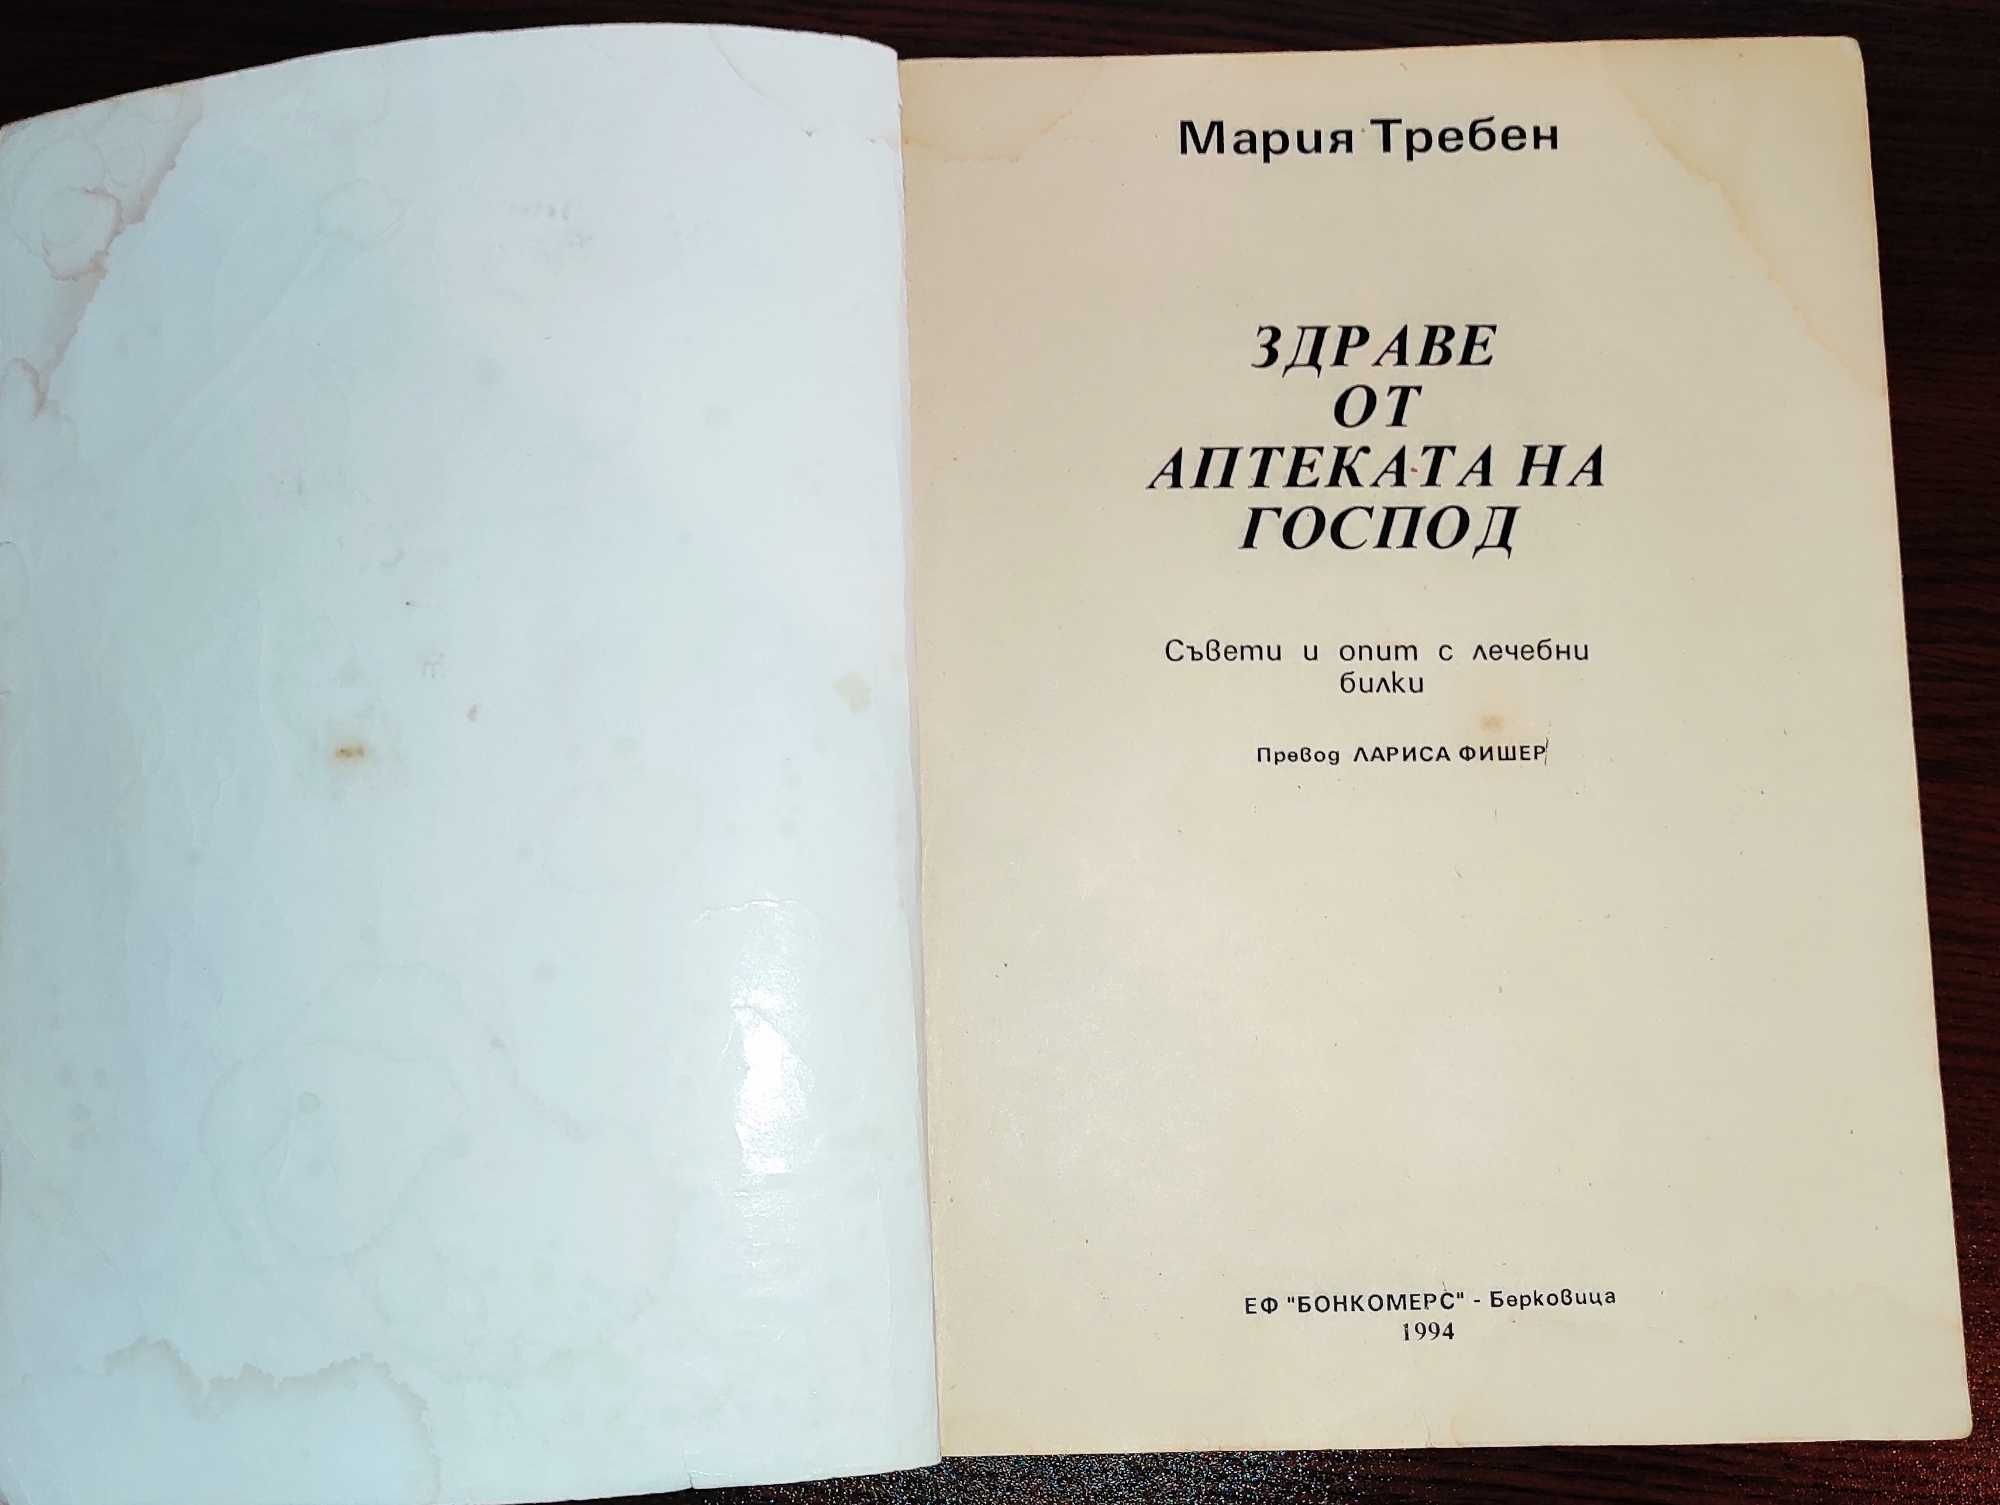 Мария Требен
ЗДРАВЕ
ОТ
АПТЕКАТА НА
ГОСПОД
Съвети и опит с лечебни
билки
Превод ЛАРИСА ФИШЕР
ЕФ "БОНКОМЕРС" - Берковица
1994